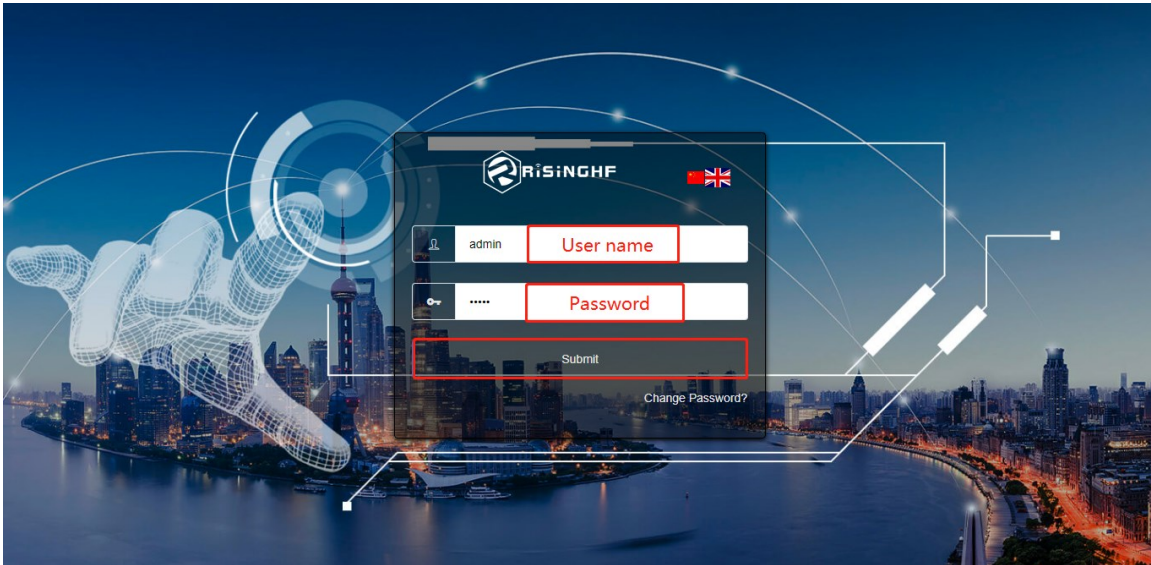 RiSiNGHF
admin User name
••••• Password
Submit
Change Password?